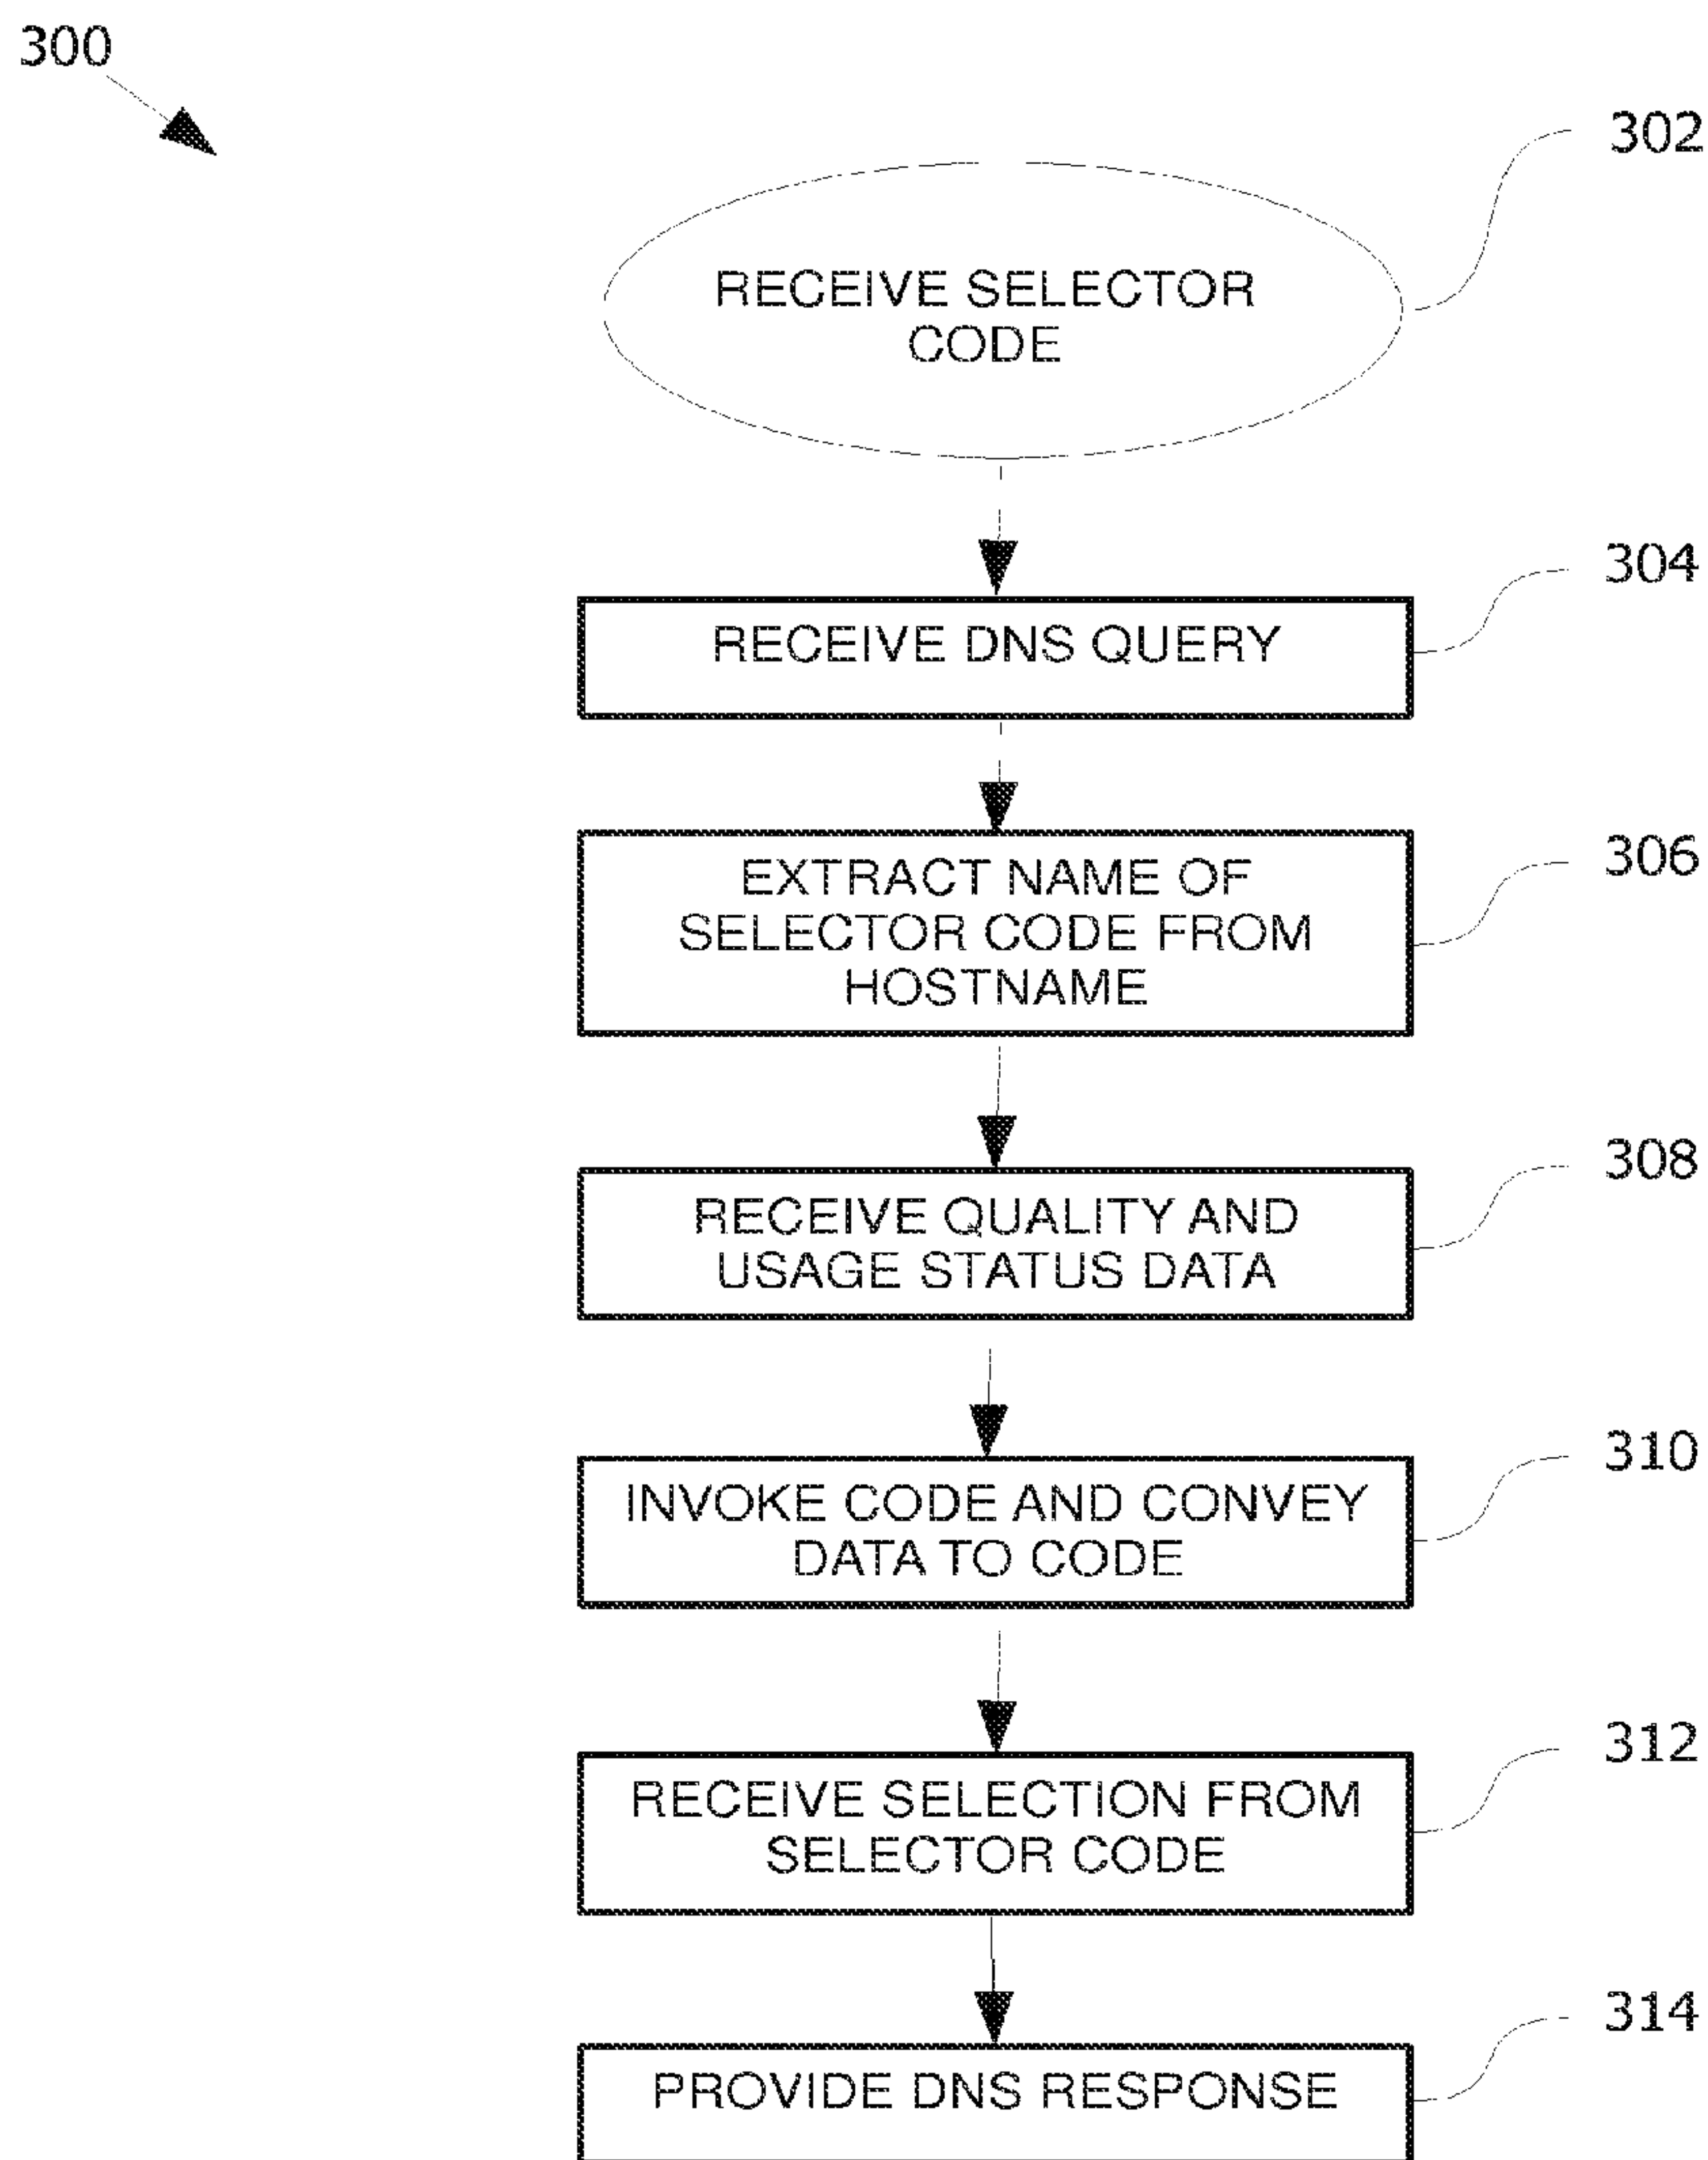 300
302
RECEIVE SELECTOR
CODE
304
RECEIVE DNS QUERY
306
EXTRACT NAME OF
SELECTOR CODE FROM
HOSTNAME
308
RECEIVE QUALITY AND
USAGE STATUS DATA
310
INVOKE CODE AND CONVEY
DATA TO CODE
312
RECEIVE SELECTION FROM
SELECTOR CODE
314
PROVIDE DNS RESPONSE